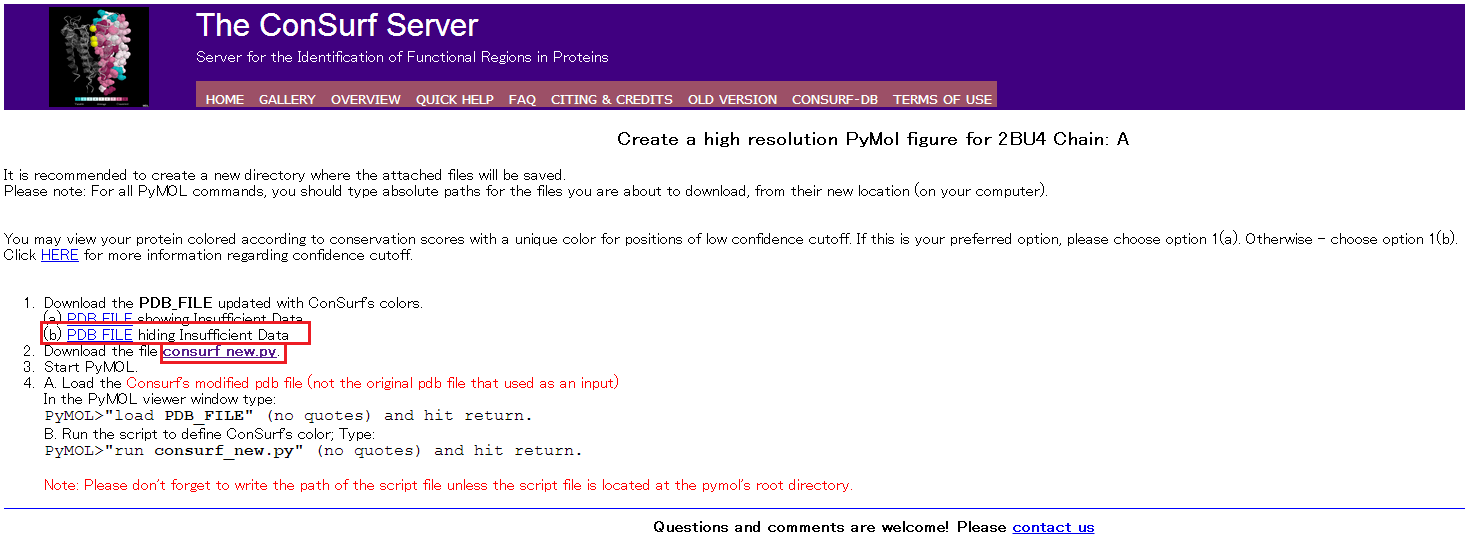 The ConSurf Server
Server for the Identification of Functional Regions in Proteins
HOME GALLERY OVERVIEW QUICK HELP FAQ CITING & CREDITS OLD VERSION CONSURF-DB TERMS OF USE
Create a high resolution PyMol figure for 2BU4 Chain: A
It is recommended to create a new directory where the attached files will be saved.
Please note: For all PyMOL commands, you should type absolute paths for the files you are about to download, from their new location (on your computer).
You may view your protein colored according to conservation scores with a unique color for positions of low confidence cutoff. If this is your preferred option, please choose option 1(a). Otherwise - choose option 1(b).
Click HERE for more information regarding confidence cutoff.
1. Download the PDB_FILE updated with ConSurf's colors.
(a) PDB FILE showing Insufficient Data
(b) PDB FILE hiding Insufficient Data
2. Download the file consurf_new.py.
3. Start PyMOL.
4. A. Load the Consurf's modified pdb file (not the original pdb file that used as an input)
In the PyMOL viewer window type:
PyMOL>"load PDB_FILE" (no quotes) and hit return.
B. Run the script to define ConSurf's color; Type:
PyMOL>"run consurf_new.py" (no quotes) and hit return.
Note: Please don't forget to write the path of the script file unless the script file is located at the pymol's root directory.
Questions and comments are welcome! Please contact us